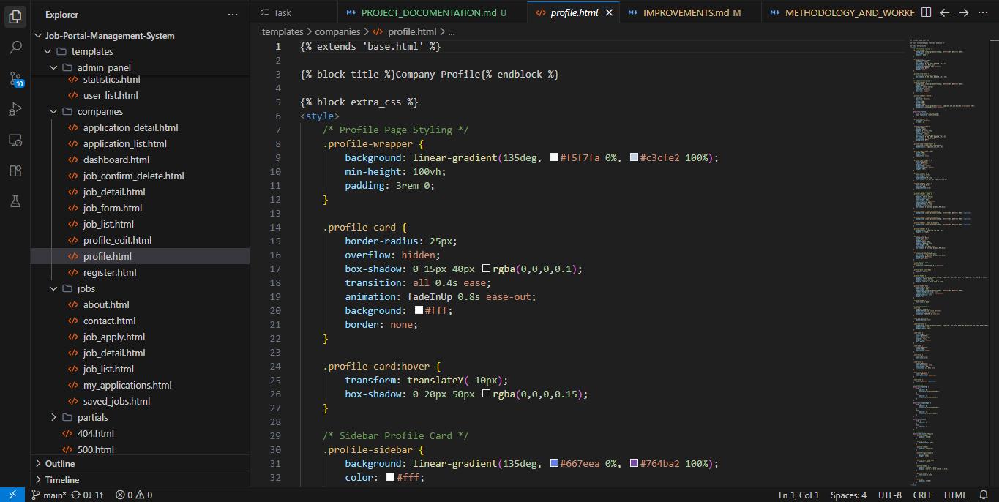 Explorer
Job-Portal-Management-System
templates
admin_panel
statistics.html
user_list.html
companies
application_detail.html
application_list.html
dashboard.html
job_confirm_delete.html
job_detail.html
job_form.html
job_list.html
profile_edit.html
profile.html
register.html
jobs
about.html
contact.html
job_apply.html
job_detail.html
job_list.html
my_applications.html
saved_jobs.html
partials
404.html
500.html
Outline
Timeline
10
Task
PROJECT_DOCUMENTATION.md U
profile.html
IMPROVEMENTS.md M
METHODOLOGY_AND_WORKF
templates > companies > profile.html > ...
1 {% extends 'base.html' %}
2
3 {% block title %}Company Profile{% endblock %}
4
5 {% block extra_css %}
6 <style>
7 /* Profile Page Styling */
8 .profile-wrapper {
9 background: linear-gradient(135deg, #f5f7fa 0%, #c3cfe2 100%);
10 min-height: 100vh;
11 padding: 3rem 0;
12 }
13
14 .profile-card {
15 border-radius: 25px;
16 overflow: hidden;
17 box-shadow: 0 15px 40px rgba(0,0,0,0.1);
18 transition: all 0.4s ease;
19 animation: fadeInUp 0.8s ease-out;
20 background: #fff;
21 border: none;
22 }
23
24 .profile-card:hover {
25 transform: translateY(-10px);
26 box-shadow: 0 20px 50px rgba(0,0,0,0.15);
27 }
28
29 /* Sidebar Profile Card */
30 .profile-sidebar {
31 background: linear-gradient(135deg, #667eea 0%, #764ba2 100%);
32 color: #fff;
main* 0↓ 1↑ 0 0
Ln 1, Col 1 Spaces: 4 UTF-8 CRLF HTML